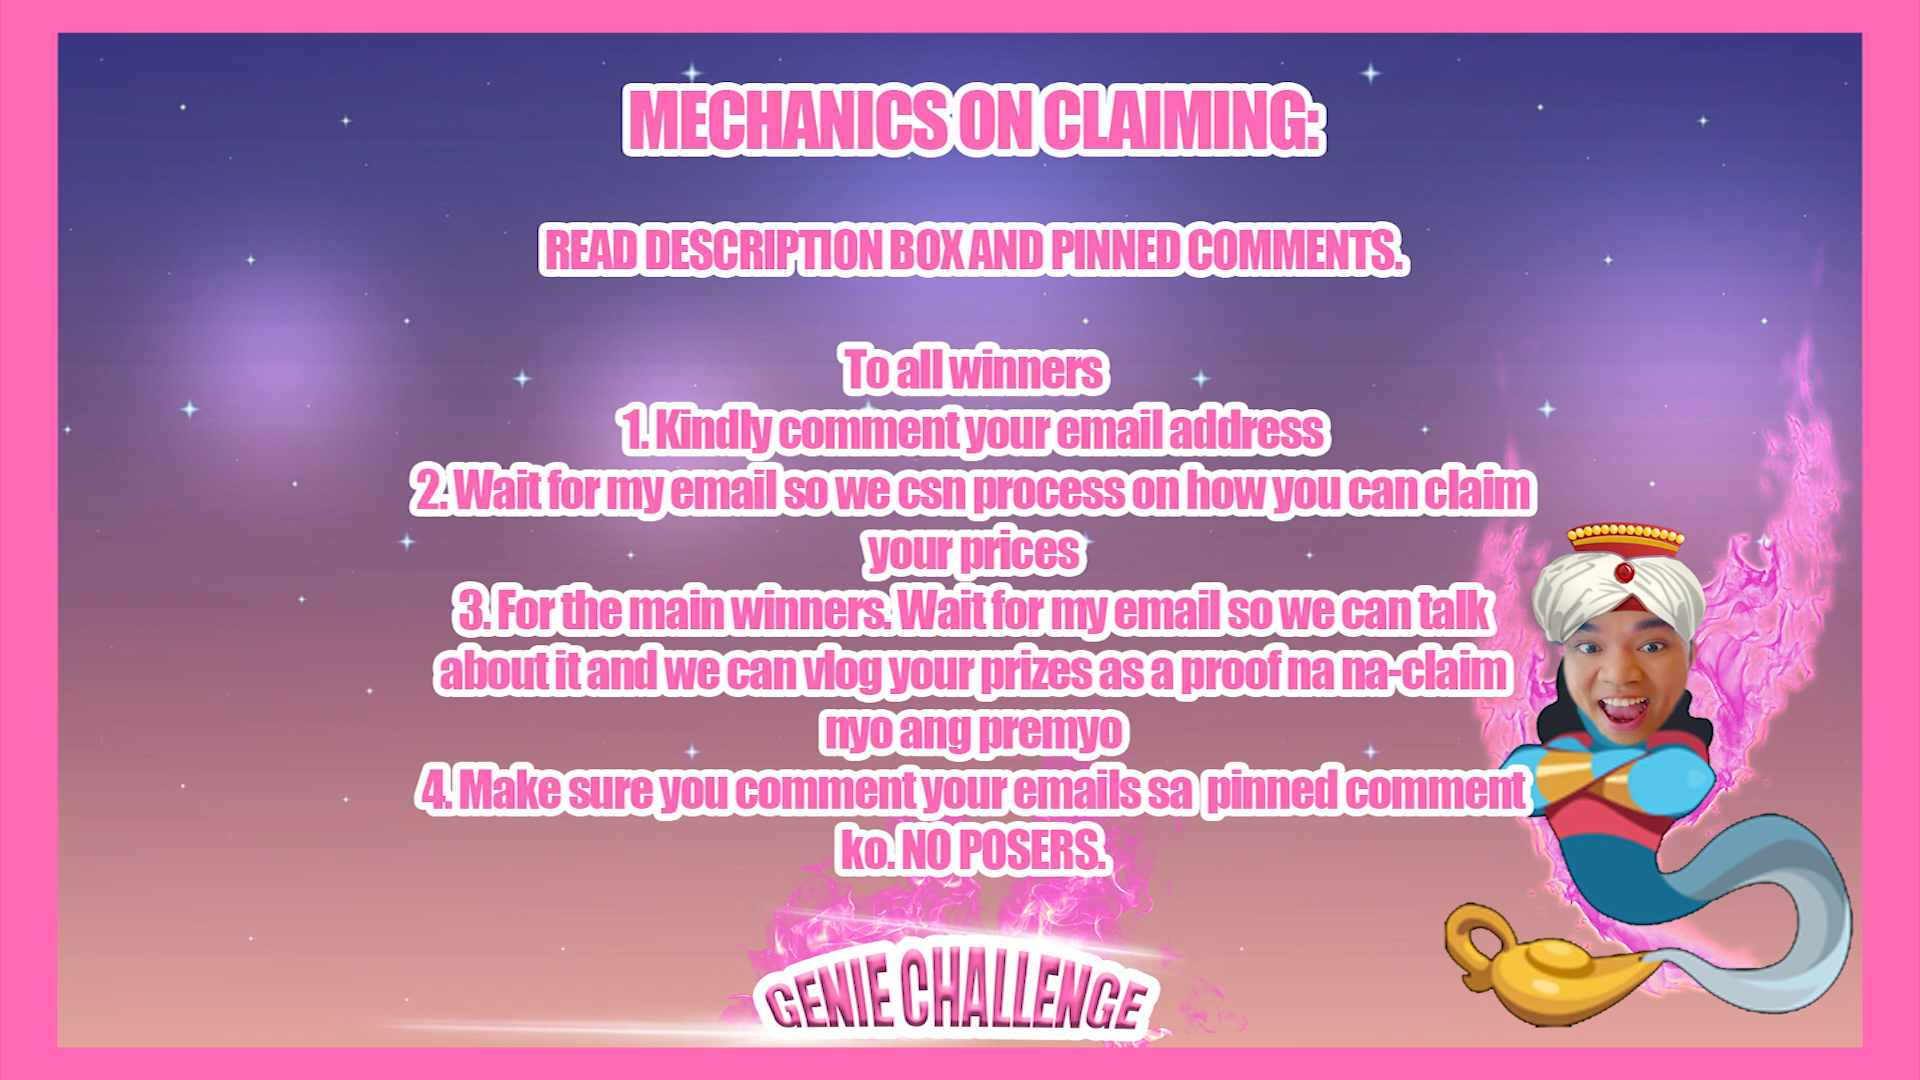 MECHANICS ON CLAIMING:
READ DESCRIPTION BOX AND PINNED COMMENTS.
To all winners
1. Kindly comment your email address
2. Wait for my email so we csn process on how you can claim
your prices
3. For the main winners. Wait for my email so we can talk
about it and we can vlog your prizes as a proof na na-claim
nyo ang premyo
4. Make sure you comment your emails sa pinned comment
ko. NO POSERS.
GENIE CHALLENGE